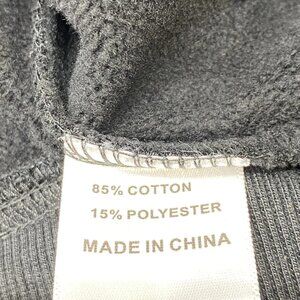 85% COTTON
15% POLYESTER
MADE IN CHINA